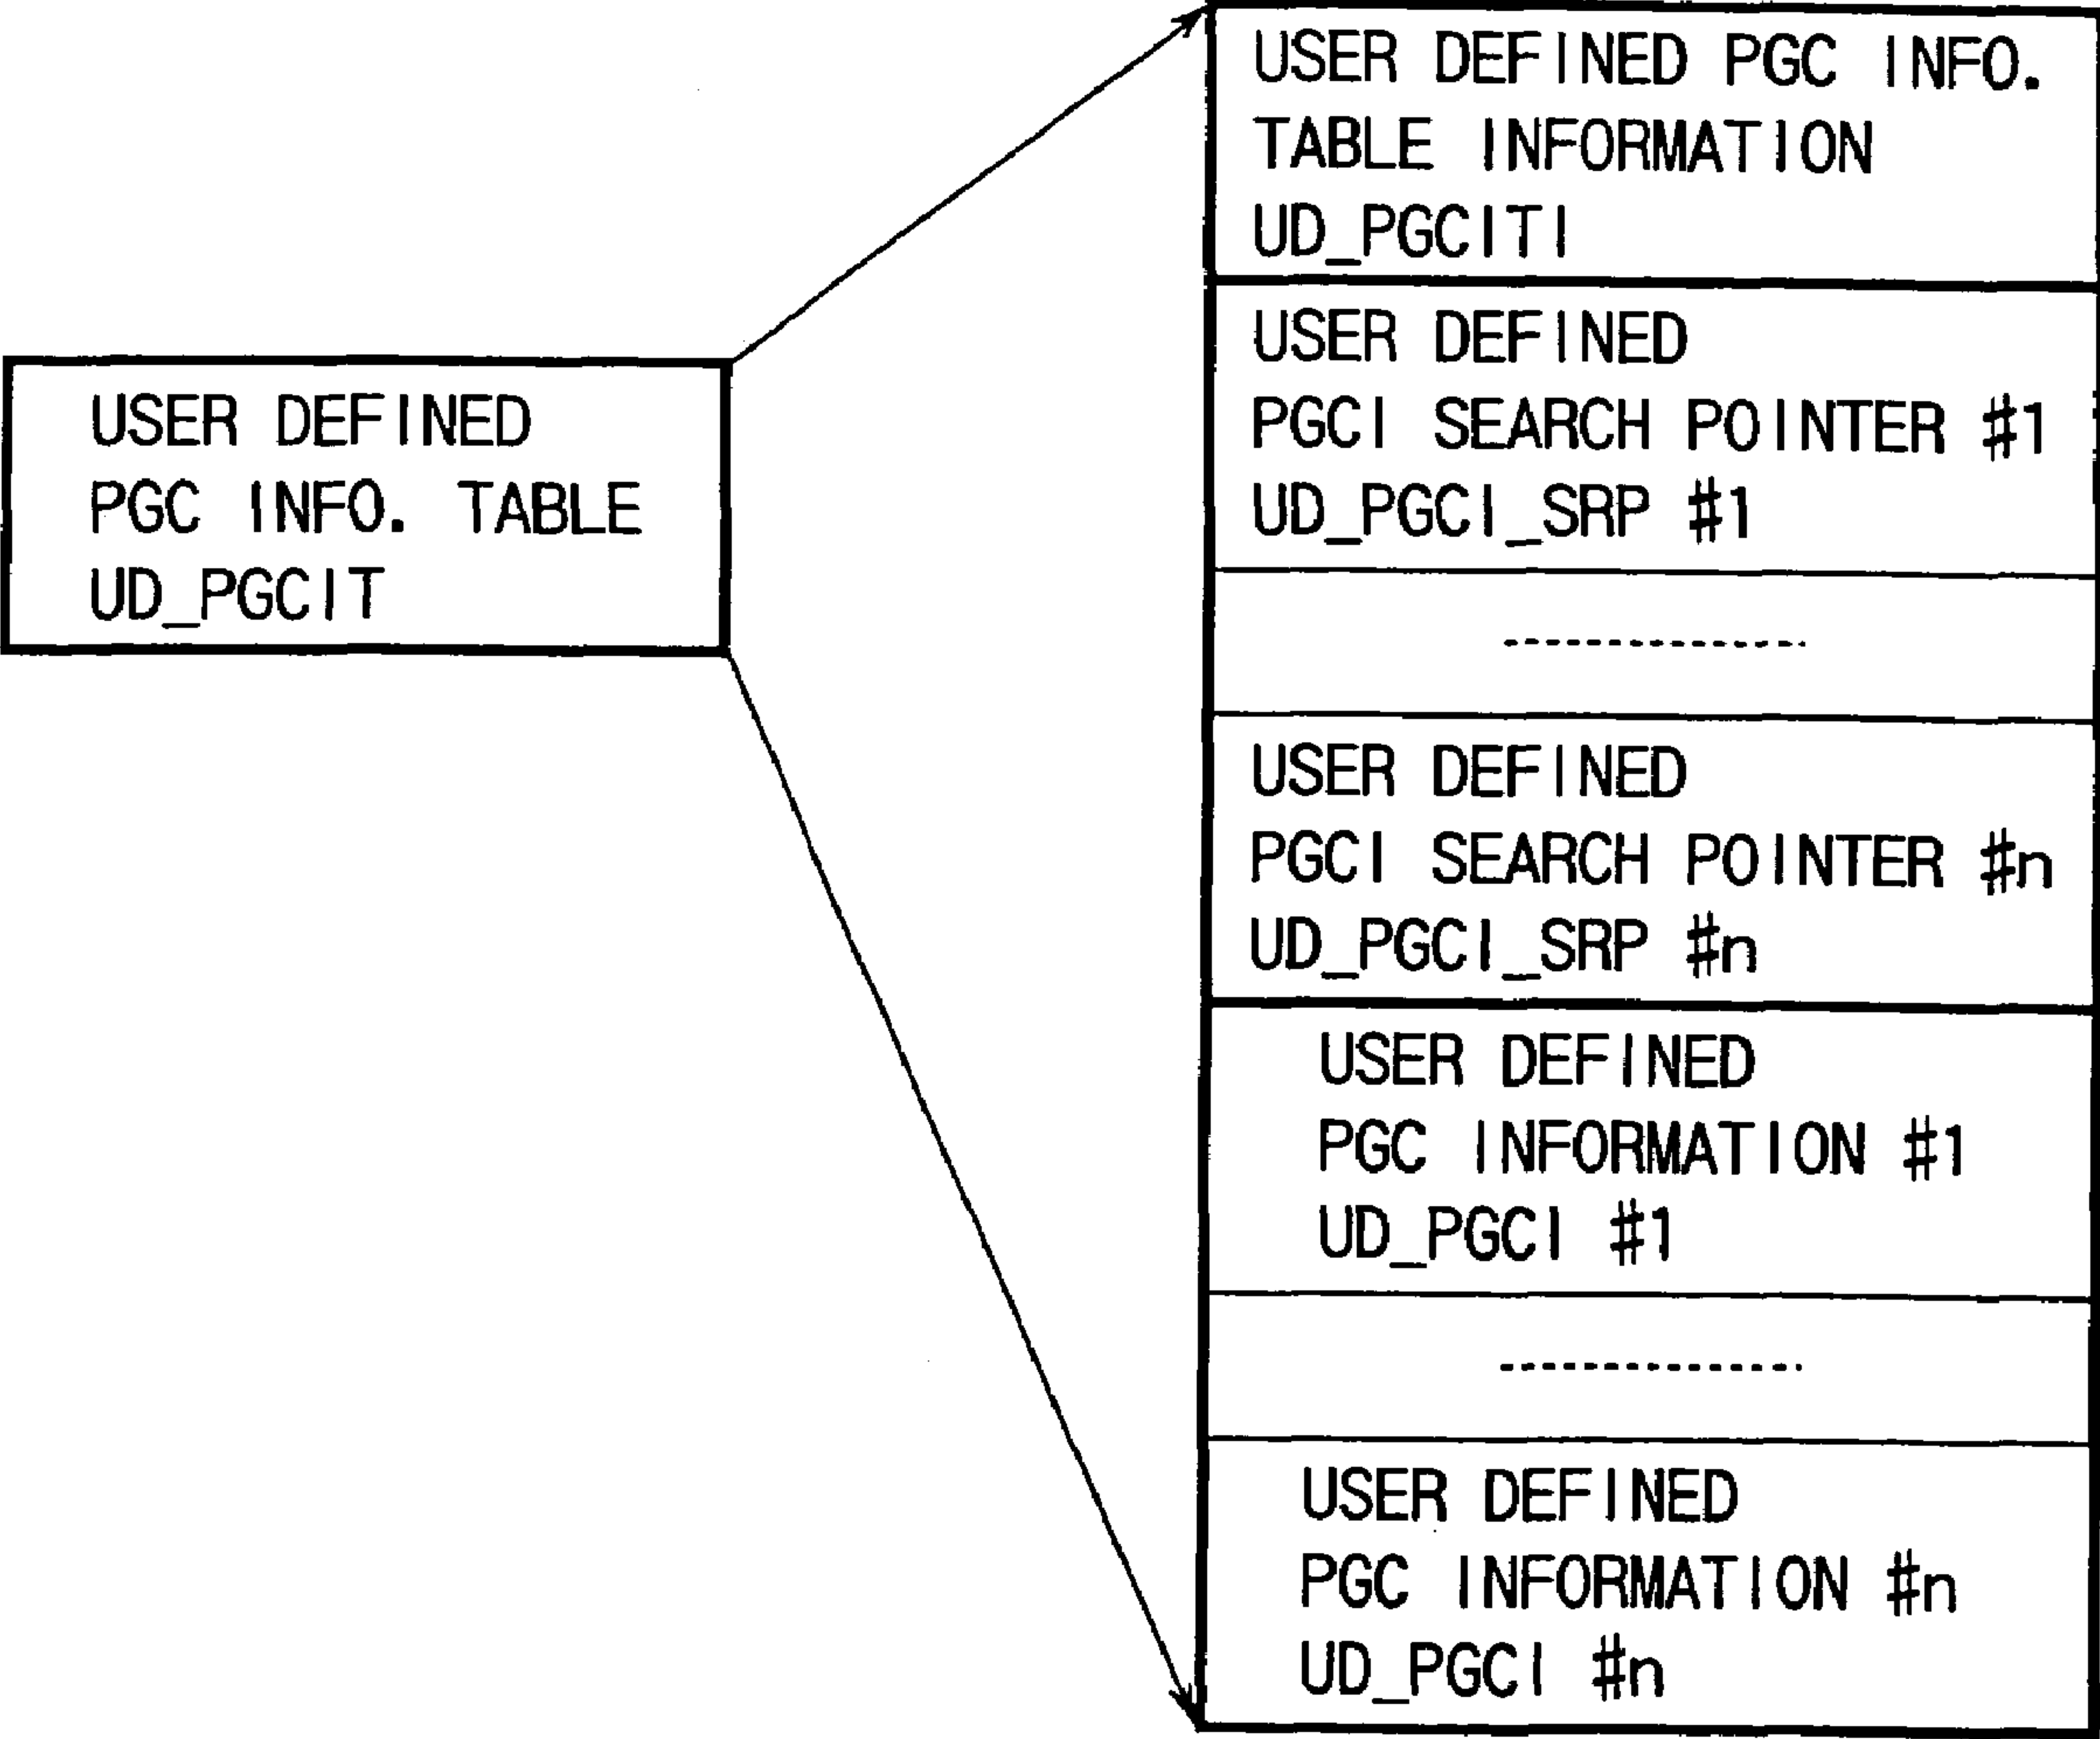 USER DEFINED
PGC INFO. TABLE
UD_PGCIT
USER DEFINED PGC INFO.
TABLE INFORMATION
UD_PGCITI
USER DEFINED
PGCI SEARCH POINTER #1
UD_PGCI_SRP #1
USER DEFINED
PGCI SEARCH POINTER #n
UD_PGCI_SRP #n
USER DEFINED
PGC INFORMATION #1
UD_PGCI #1
USER DEFINED
PGC INFORMATION #n
UD_PGCI #n